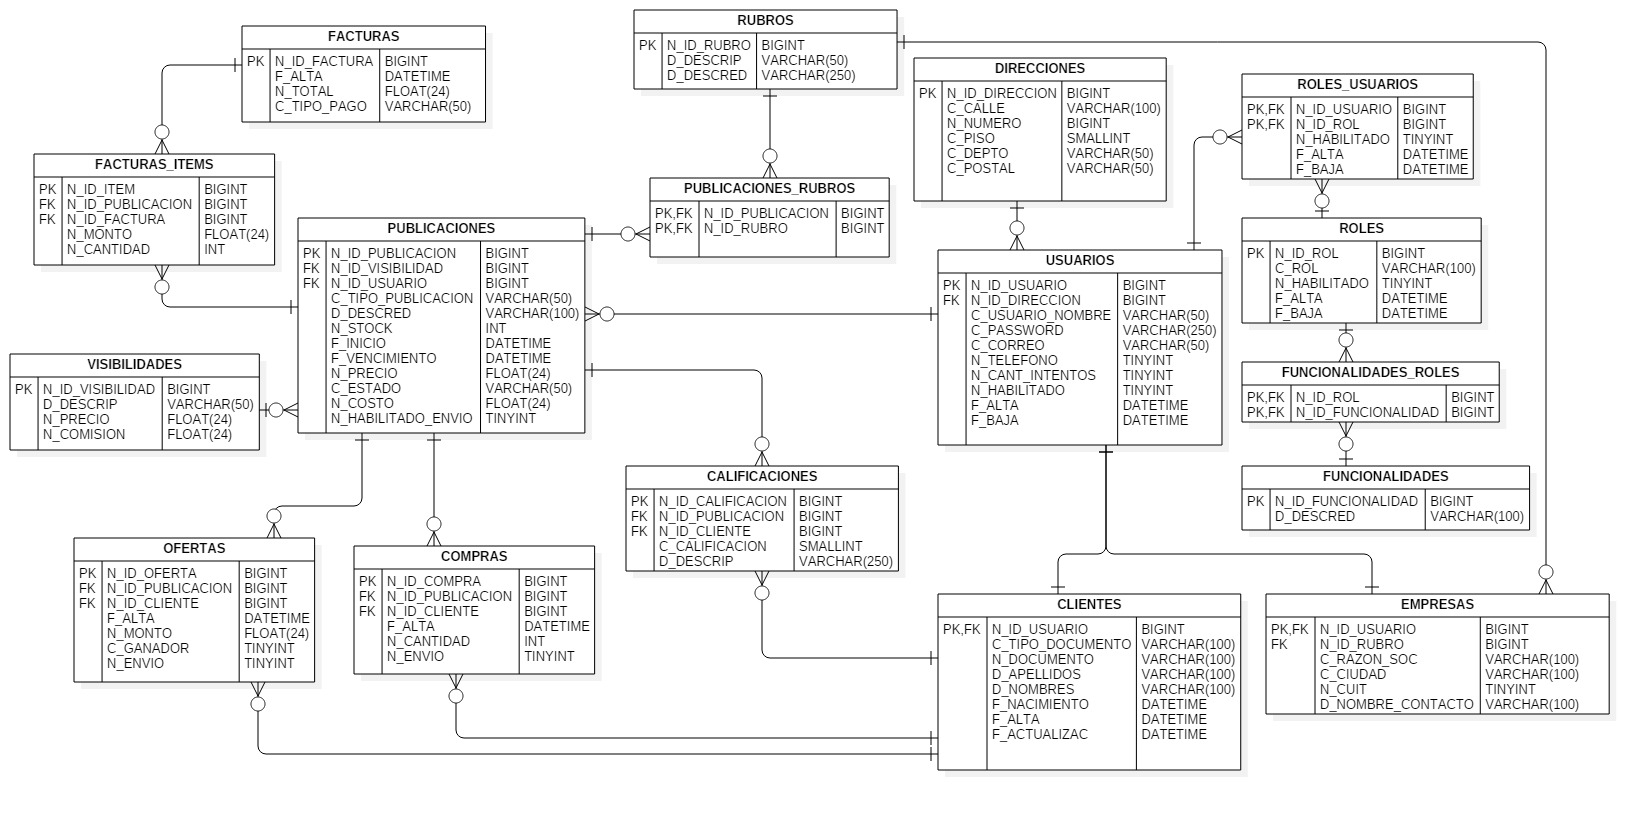 FACTURAS
PK N_ID_FACTURA BIGINT
F_ALTA DATETIME
N_TOTAL FLOAT(24)
C_TIPO_PAGO VARCHAR(50)
RUBROS
PK N_ID_RUBRO BIGINT
D_DESCRIP VARCHAR(50)
D_DESCRED VARCHAR(250)
DIRECCIONES
PK N_ID_DIRECCION BIGINT
C_CALLE VARCHAR(100)
N_NUMERO BIGINT
C_PISO SMALLINT
C_DEPTO VARCHAR(50)
C_POSTAL VARCHAR(50)
ROLES_USUARIOS
PK,FK N_ID_USUARIO BIGINT
PK,FK N_ID_ROL BIGINT
N_HABILITADO TINYINT
F_ALTA DATETIME
F_BAJA DATETIME
FACTURAS_ITEMS
PK N_ID_ITEM BIGINT
FK N_ID_PUBLICACION BIGINT
FK N_ID_FACTURA BIGINT
N_MONTO FLOAT(24)
N_CANTIDAD INT
PUBLICACIONES_RUBROS
PK,FK N_ID_PUBLICACION BIGINT
PK,FK N_ID_RUBRO BIGINT
PUBLICACIONES
PK N_ID_PUBLICACION BIGINT
FK N_ID_VISIBILIDAD BIGINT
FK N_ID_USUARIO BIGINT
C_TIPO_PUBLICACION VARCHAR(50)
D_DESCRED VARCHAR(100)
N_STOCK INT
F_INICIO DATETIME
F_VENCIMIENTO DATETIME
N_PRECIO FLOAT(24)
C_ESTADO VARCHAR(50)
N_COSTO FLOAT(24)
N_HABILITADO_ENVIO TINYINT
ROLES
PK N_ID_ROL BIGINT
C_ROL VARCHAR(100)
N_HABILITADO TINYINT
F_ALTA DATETIME
F_BAJA DATETIME
USUARIOS
PK N_ID_USUARIO BIGINT
FK N_ID_DIRECCION BIGINT
C_USUARIO_NOMBRE VARCHAR(50)
C_PASSWORD VARCHAR(250)
C_CORREO VARCHAR(50)
N_TELEFONO TINYINT
N_CANT_INTENTOS TINYINT
N_HABILITADO TINYINT
F_ALTA DATETIME
F_BAJA DATETIME
VISIBILIDADES
PK N_ID_VISIBILIDAD BIGINT
D_DESCRIP VARCHAR(50)
N_PRECIO FLOAT(24)
N_COMISION FLOAT(24)
FUNCIONALIDADES_ROLES
PK,FK N_ID_ROL BIGINT
PK,FK N_ID_FUNCIONALIDAD BIGINT
CALIFICACIONES
PK N_ID_CALIFICACION BIGINT
FK N_ID_PUBLICACION BIGINT
FK N_ID_CLIENTE BIGINT
C_CALIFICACION SMALLINT
D_DESCRIP VARCHAR(250)
FUNCIONALIDADES
PK N_ID_FUNCIONALIDAD BIGINT
D_DESCRED VARCHAR(100)
OFERTAS
PK N_ID_OFERTA BIGINT
FK N_ID_PUBLICACION BIGINT
FK N_ID_CLIENTE BIGINT
F_ALTA DATETIME
N_MONTO FLOAT(24)
C_GANADOR TINYINT
N_ENVIO TINYINT
COMPRAS
PK N_ID_COMPRA BIGINT
FK N_ID_PUBLICACION BIGINT
FK N_ID_CLIENTE BIGINT
F_ALTA DATETIME
N_CANTIDAD INT
N_ENVIO TINYINT
CLIENTES
PK,FK N_ID_USUARIO BIGINT
C_TIPO_DOCUMENTO VARCHAR(100)
N_DOCUMENTO VARCHAR(100)
D_APELLIDOS VARCHAR(100)
D_NOMBRES VARCHAR(100)
F_NACIMIENTO DATETIME
F_ALTA DATETIME
F_ACTUALIZAC DATETIME
EMPRESAS
PK,FK N_ID_USUARIO BIGINT
FK N_ID_RUBRO BIGINT
C_RAZON_SOC VARCHAR(100)
C_CIUDAD VARCHAR(100)
N_CUIT TINYINT
D_NOMBRE_CONTACTO VARCHAR(100)